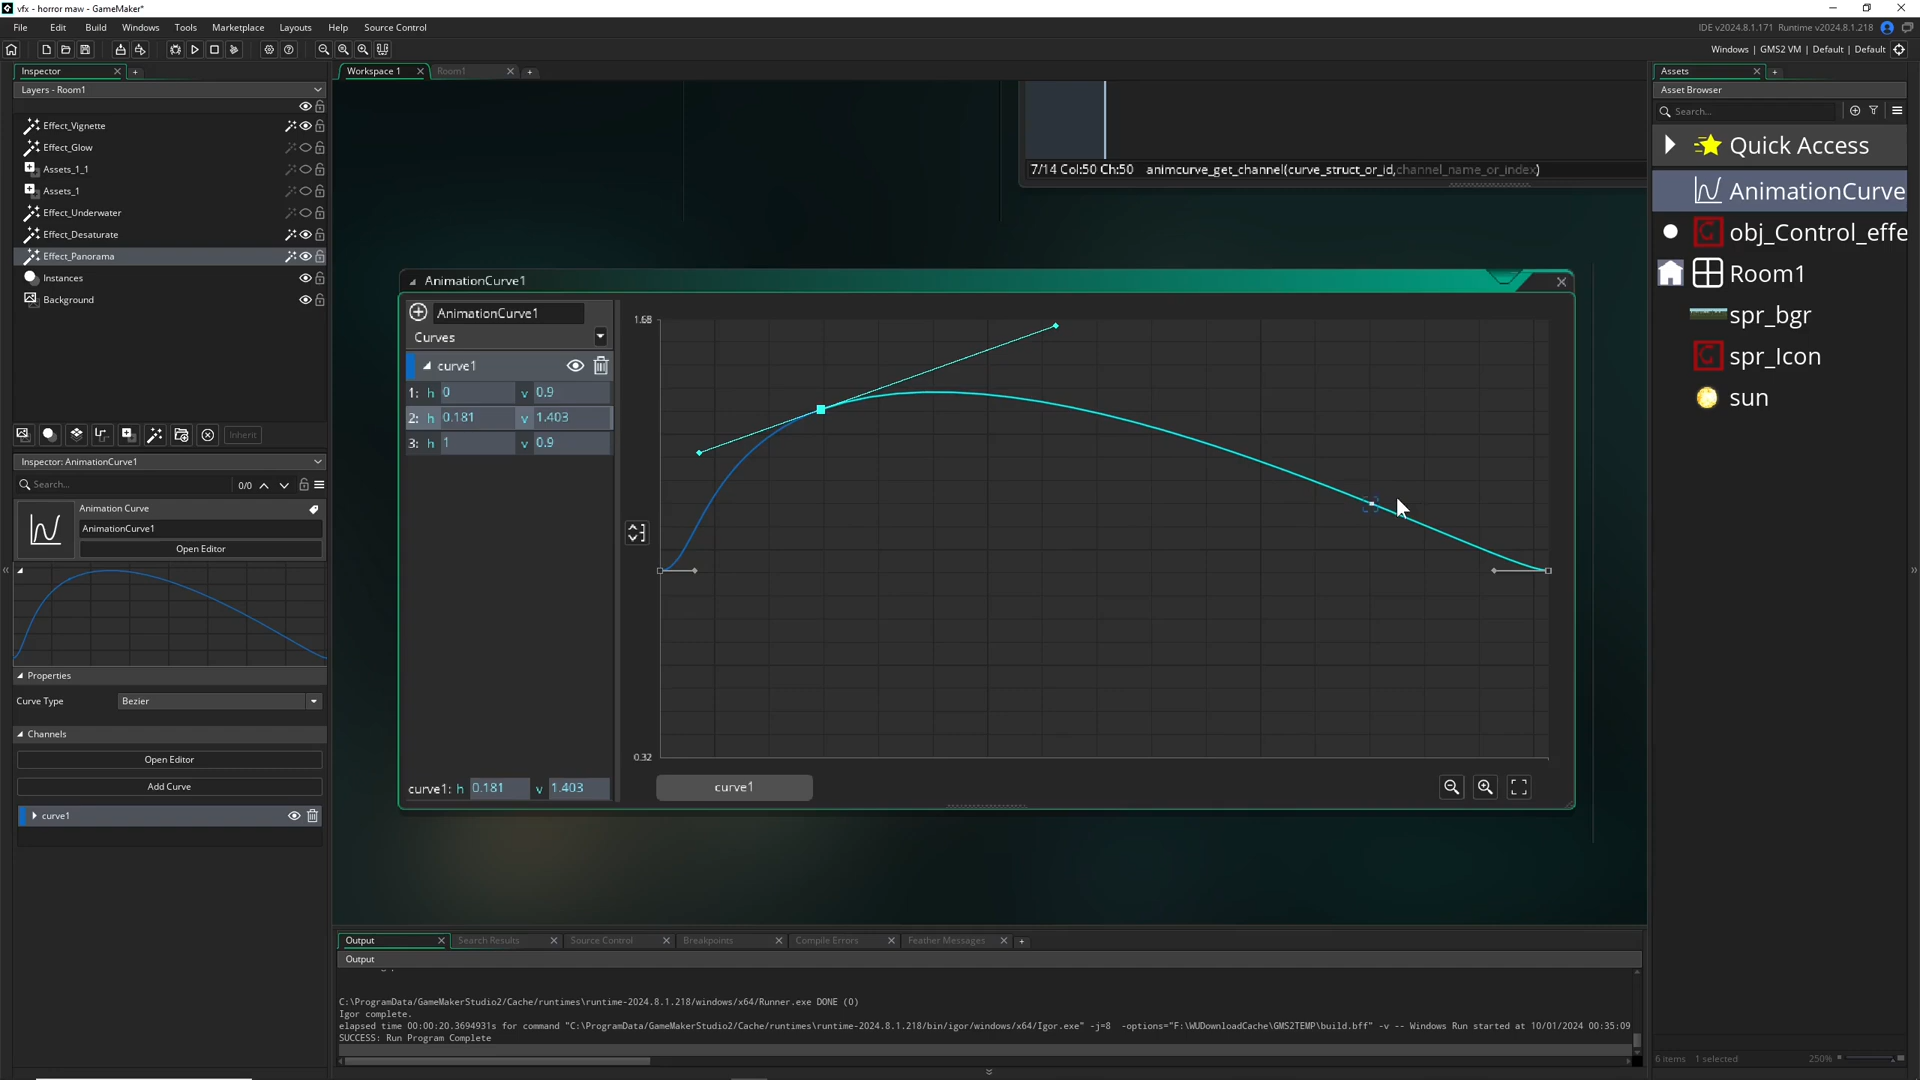 vfx - horror maw - GameMaker*
File Edit Build Windows Tools Marketplace Layouts Help Source Control
IDE v2024.8.1.171 Runtime v2024.8.1.218
Windows | GMS2 VM | Default | Default
Inspector
Workspace 1
Room1
Assets
Layers - Room1
Asset Browser
Search...
Effect_Vignette
Effect_Glow
Assets_1_1
Assets_1
Effect_Underwater
Effect_Desaturate
Effect_Panorama
Instances
Background
Quick Access
AnimationCurve
obj_Control_effe
Room1
spr_bgr
spr_Icon
sun
7/14 Col:50 Ch:50 animcurve_get_channel(curve_struct_or_id,channel_name_or_index)
AnimationCurve1
AnimationCurve1
Curves
curve1
1: h 0 v 0.9
2: h 0.181 v 1.403
3: h 1 v 0.9
1.68
0.32
curve1: h 0.181 v 1.403
curve1
Inherit
Inspector: AnimationCurve1
Search... 0/0
Animation Curve
AnimationCurve1
Open Editor
Properties
Curve Type Bezier
Channels
Open Editor
Add Curve
curve1
Output
Search Results
Source Control
Breakpoints
Compile Errors
Feather Messages
Output
C:\ProgramData/GameMakerStudio2/Cache/runtimes\runtime-2024.8.1.218/windows/x64/Runner.exe DONE (0)
Igor complete.
elapsed time 00:00:20.3694931s for command "C:\ProgramData/GameMakerStudio2/Cache/runtimes\runtime-2024.8.1.218/bin/igor/windows/x64/Igor.exe" -j=8 -options="F:\WUDownloadCache\GMS2TEMP\build.bff" -v -- Windows Run started at 10/01/2024 00:35:09
SUCCESS: Run Program Complete
6 items 1 selected
250%